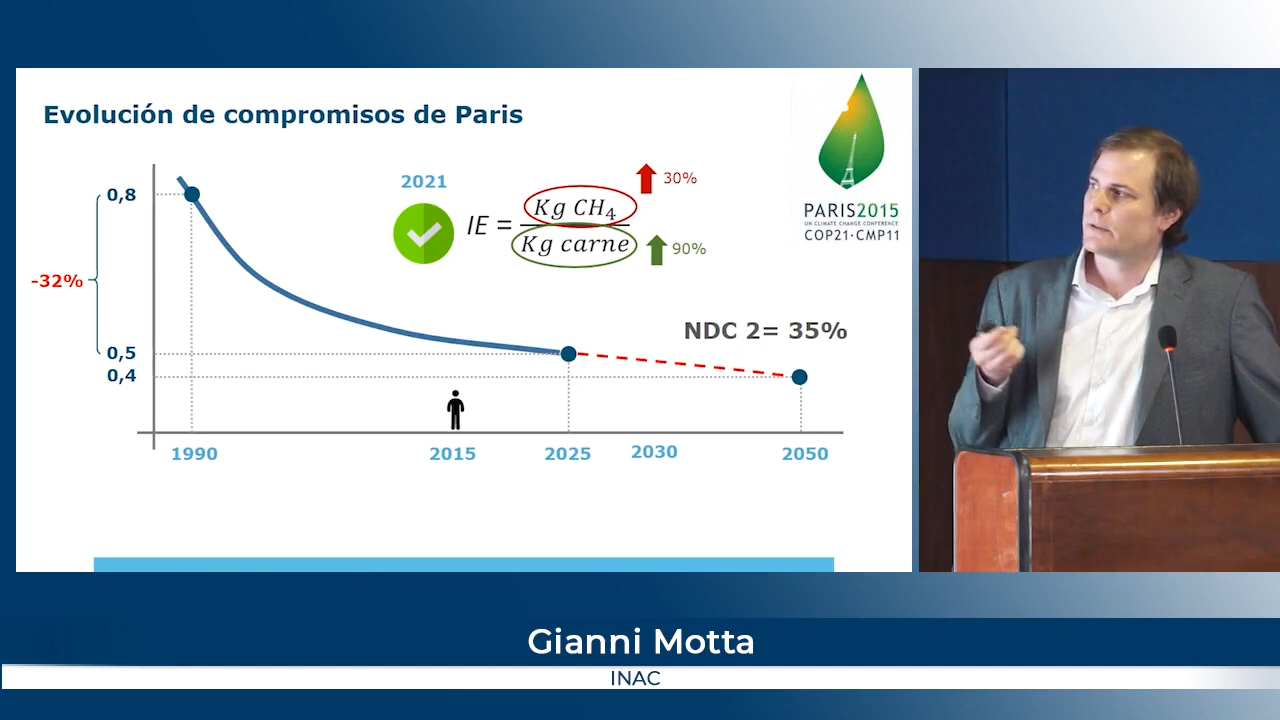 Evolución de compromisos de Paris
0,8
-32%
0,5
0,4
2021
IE = Kg CH4 / Kg carne
30%
90%
PARIS2015
UN CLIMATE CHANGE CONFERENCE
COP21·CMP11
NDC 2= 35%
1990
2015
2025
2030
2050
Gianni Motta
INAC